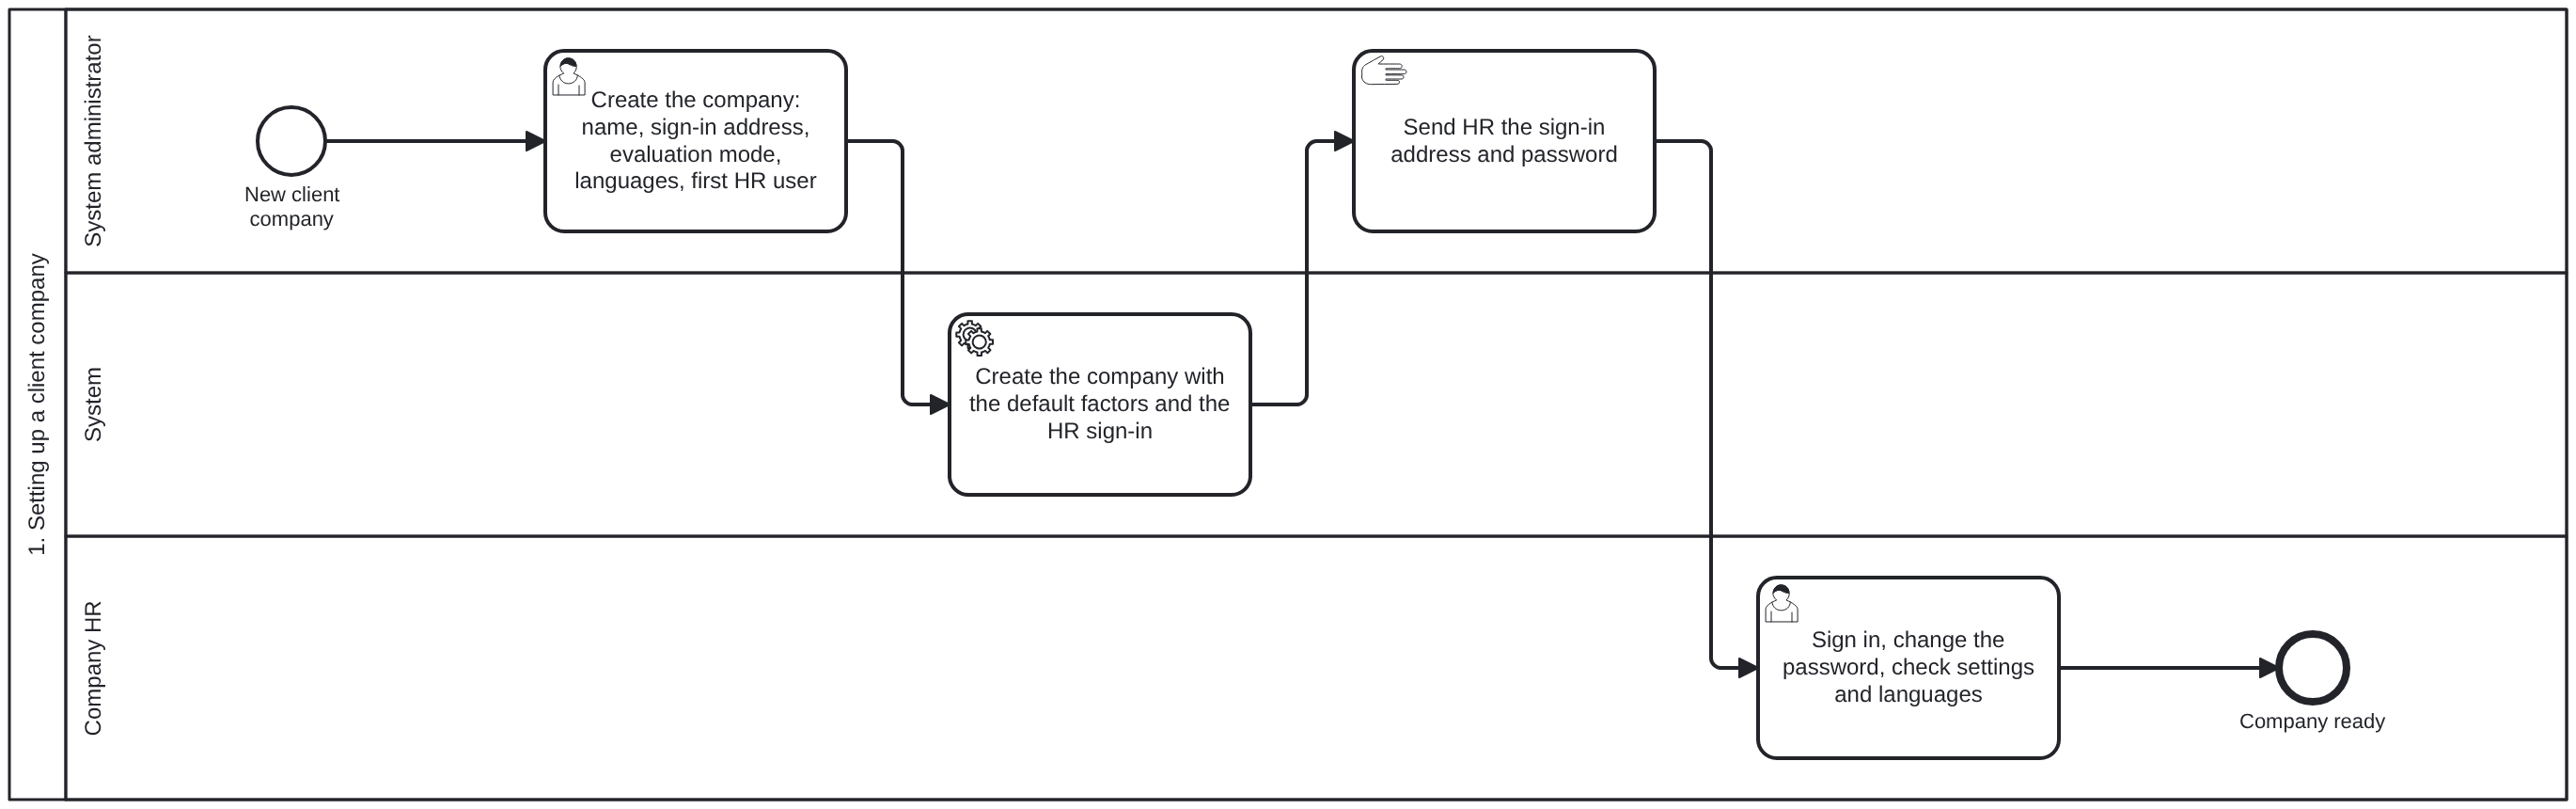 1. Setting up a client company
System administrator
New client
company
Create the company:
name, sign-in address,
evaluation mode,
languages, first HR user
Send HR the sign-in
address and password
System
Create the company with
the default factors and the
HR sign-in
Company HR
Sign in, change the
password, check settings
and languages
Company ready